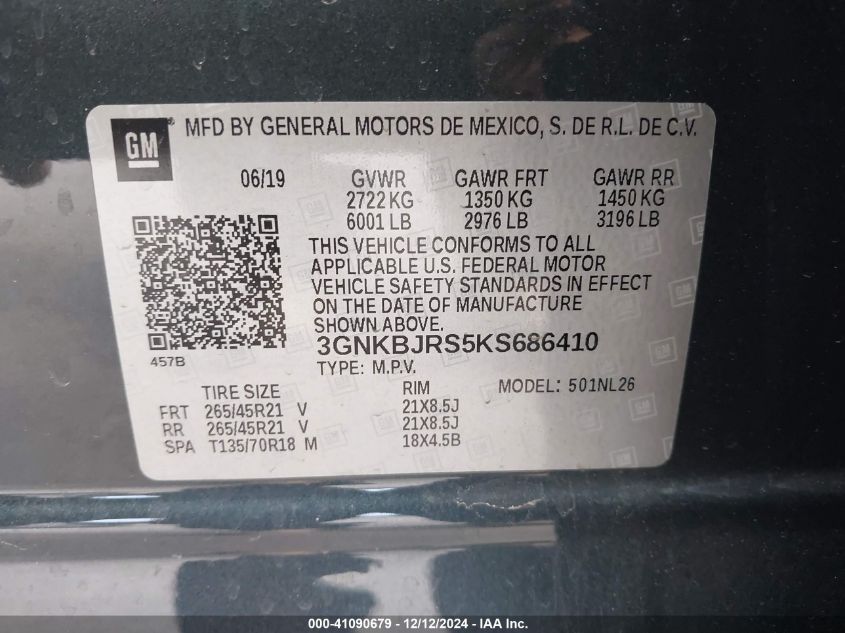 GM ® MFD BY GENERAL MOTORS DE MEXICO, S. DE R.L. DE C.V.
06/19 GVWR GAWR FRT GAWR RR
2722 KG 1350 KG 1450 KG
6001 LB 2976 LB 3196 LB
THIS VEHICLE CONFORMS TO ALL
APPLICABLE U.S. FEDERAL MOTOR
VEHICLE SAFETY STANDARDS IN EFFECT
ON THE DATE OF MANUFACTURE
SHOWN ABOVE.
3GNKBJRS5KS686410
457B TYPE: M.P.V.
TIRE SIZE RIM MODEL: 501NL26
FRT 265/45R21 V 21X8.5J
RR 265/45R21 V 21X8.5J
SPA T135/70R18 M 18X4.5B
000-41090679 - 12/12/2024 - IAAI Inc.